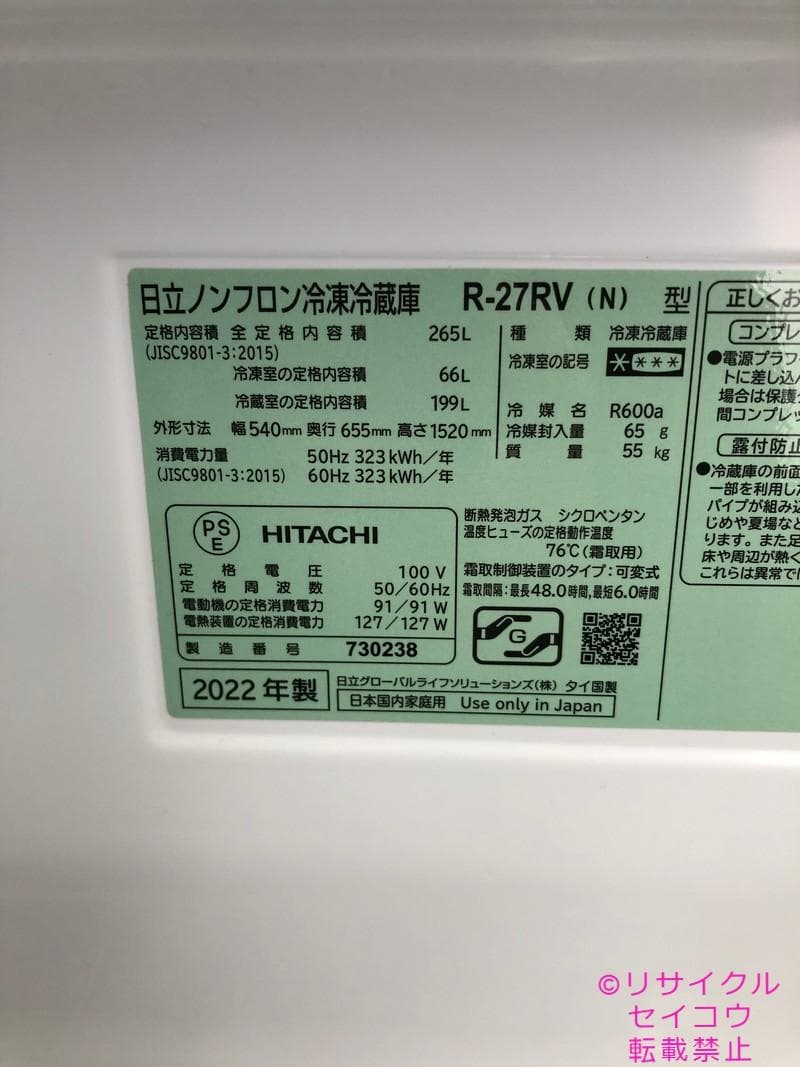 日立ノンフロン冷凍冷蔵庫 R-27RV (N) 型
定格内容積 全定格内容積 265L
(JISC9801-3:2015)
冷凍室の定格内容積 66L
冷蔵室の定格内容積 199L
外形寸法 幅540mm 奥行655mm 高さ1520mm
消費電力量 50Hz 323kWh/年
(JISC9801-3:2015) 60Hz 323kWh/年
種類 冷凍冷蔵庫
冷凍室の記号 ****
冷媒名 R600a
冷媒封入量 65 g
質量 55 kg
PS
E
HITACHI
定格電圧 100 V
定格周波数 50/60Hz
電動機の定格消費電力 91/91 W
電熱装置の定格消費電力 127/127 W
製造番号 730238
断熱発泡ガス シクロペンタン
温度ヒューズの定格動作温度
76℃(霜取用)
霜取制御装置のタイプ:可変式
霜取間隔:最長48.0時間,最短6.0時間
G
2022年製
日立グローバルライフソリューションズ(株) タイ国製
日本国内家庭用 Use only in Japan
正しくお
コンプレ
●電源プラグ
トに差し込
場合は保護
間コンプレッ
露付防止
●冷蔵庫の前面
一部を利用した
パイプが組み込
じめや夏場など
ります。また足
床や周辺が熱く
これらは異常では
©リサイクル
セイコウ
転載禁止